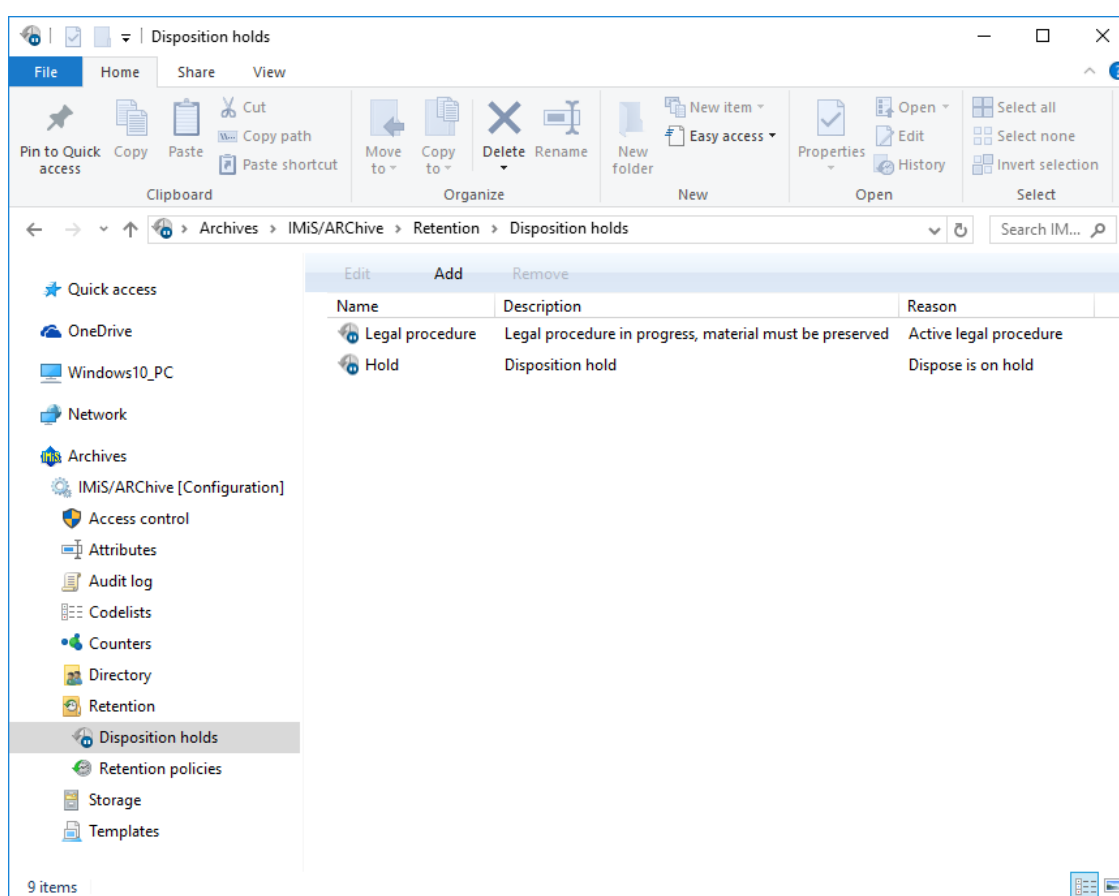 Disposition holds
File Home Share View
Pin to Quick access
Copy
Paste
Cut
Copy path
Paste shortcut
Clipboard
Move to
Copy to
Delete
Rename
Organize
New folder
New item
Easy access
New
Properties
Open
Edit
History
Open
Select all
Select none
Invert selection
Select
Archives > IMiS/ARChive > Retention > Disposition holds
Search IM...
Edit Add Remove
Name Description Reason
Legal procedure Legal procedure in progress, material must be preserved Active legal procedure
Hold Disposition hold Dispose is on hold
Quick access
OneDrive
Windows10_PC
Network
Archives
IMiS/ARChive [Configuration]
Access control
Attributes
Audit log
Codelists
Counters
Directory
Retention
Disposition holds
Retention policies
Storage
Templates
9 items